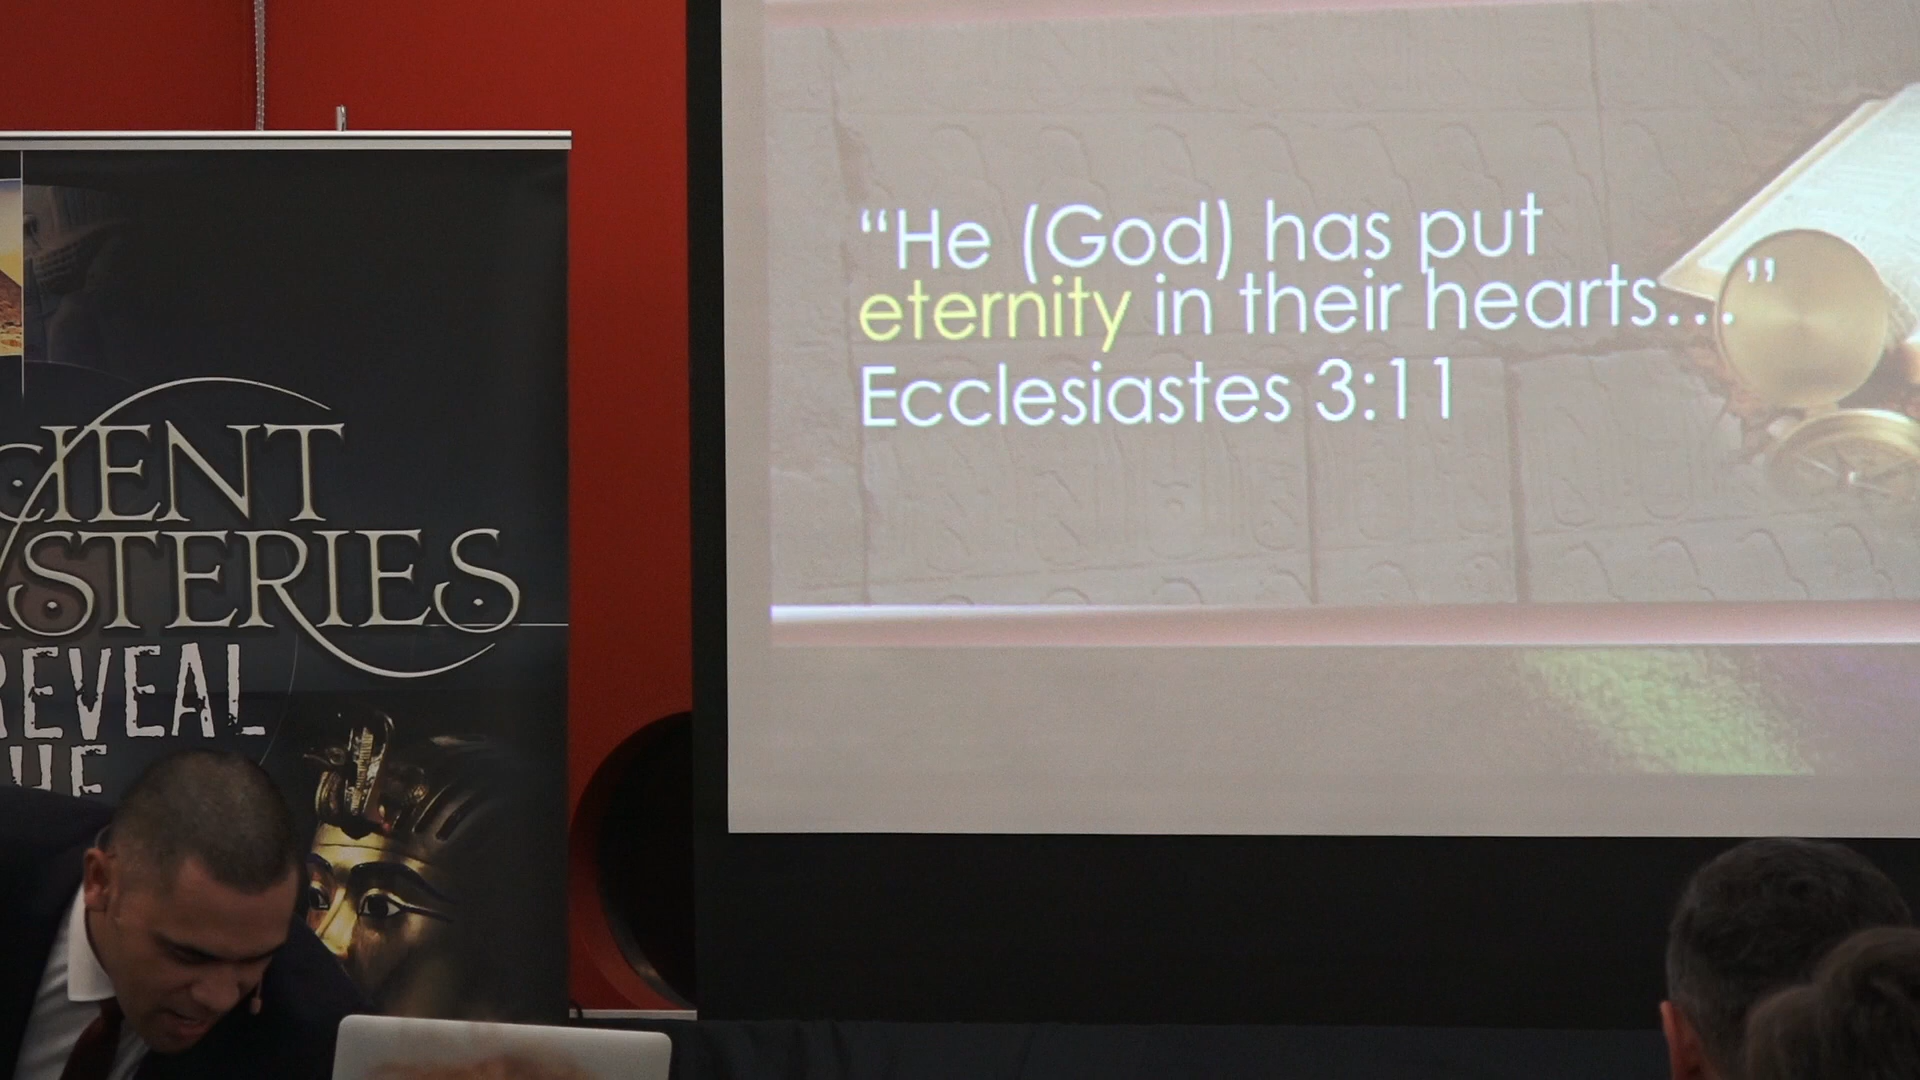 CIENT
YSTERIES
REVEAL
“He (God) has put
eternity in their hearts…”
Ecclesiastes 3:11